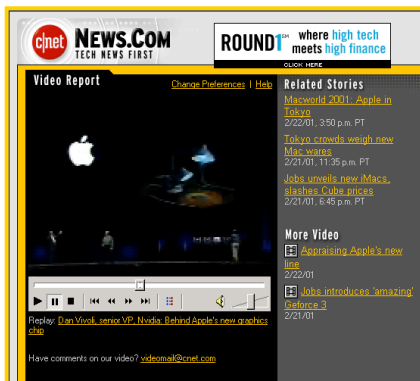 c|net NEWS.COM
TECH NEWS FIRST
ROUND1 SM where high tech
meets high finance
CLICK HERE
Video Report
Change Preferences | Help
Replay: Dan Vivoli, senior VP, Nvidia: Behind Apple's new graphics
chip
Have comments on our video? videomail@cnet.com
Related Stories
Macworld 2001: Apple in
Tokyo
2/22/01, 3:50 p.m. PT
Tokyo crowds weigh new
Mac wares
2/21/01, 11:35 p.m. PT
Jobs unveils new iMacs,
slashes Cube prices
2/21/01, 6:45 p.m. PT
More Video
Appraising Apple's new
line
2/22/01
Jobs introduces 'amazing'
Geforce 3
2/21/01